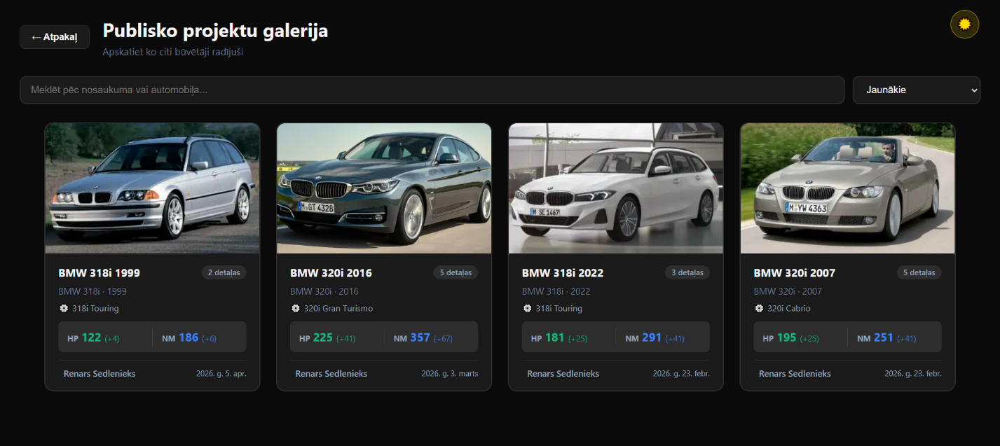 ← Atpakaļ
Publisko projektu galerija
Apskatiet ko citi būvētāji radījuši
Meklēt pēc nosaukuma vai automobiļa...
Jaunākie
M GT 4328
M SE 1467
M YW 4363
BMW 318i 1999
2 detaļas
BMW 318i · 1999
318i Touring
HP 122 (+4)
NM 186 (+6)
Renars Sedlenieks
2026. g. 5. apr.
BMW 320i 2016
5 detaļas
BMW 320i · 2016
320i Gran Turismo
HP 225 (+41)
NM 357 (+67)
Renars Sedlenieks
2026. g. 3. marts
BMW 318i 2022
3 detaļas
BMW 318i · 2022
318i Touring
HP 181 (+25)
NM 291 (+41)
Renars Sedlenieks
2026. g. 23. febr.
BMW 320i 2007
5 detaļas
BMW 320i · 2007
320i Cabrio
HP 195 (+25)
NM 251 (+41)
Renars Sedlenieks
2026. g. 23. febr.